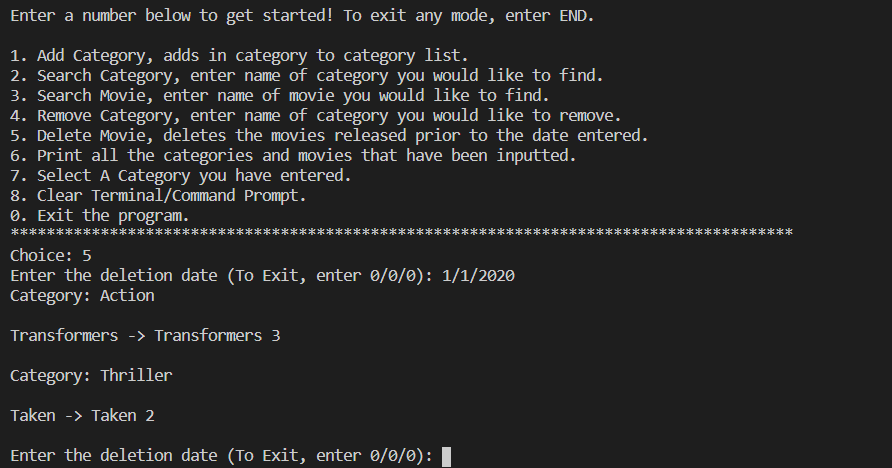 Enter a number below to get started! To exit any mode, enter END.
1. Add Category, adds in category to category list.
2. Search Category, enter name of category you would like to find.
3. Search Movie, enter name of movie you would like to find.
4. Remove Category, enter name of category you would like to remove.
5. Delete Movie, deletes the movies released prior to the date entered.
6. Print all the categories and movies that have been inputted.
7. Select A Category you have entered.
8. Clear Terminal/Command Prompt.
0. Exit the program.
***************************************************************************************
Choice: 5
Enter the deletion date (To Exit, enter 0/0/0): 1/1/2020
Category: Action
Transformers -> Transformers 3
Category: Thriller
Taken -> Taken 2
Enter the deletion date (To Exit, enter 0/0/0):